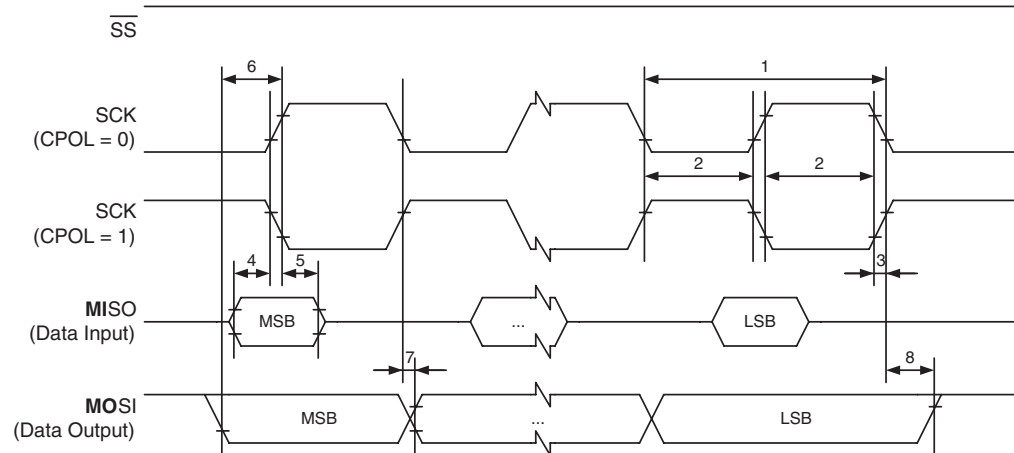 SS
6
1
SCK
(CPOL = 0)
2
2
SCK
(CPOL = 1)
4
5
3
MISO
(Data Input)
MSB
...
LSB
7
8
MOSI
(Data Output)
MSB
...
LSB